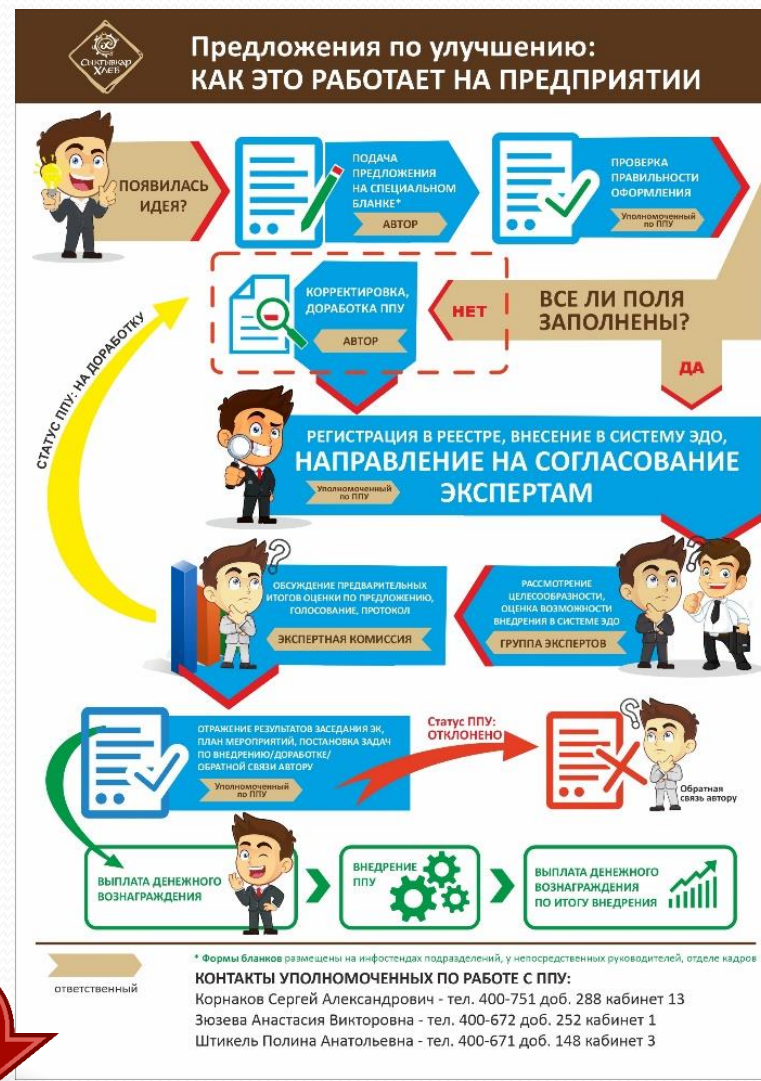 СЫКТЫВКАР
ХЛЕБ
Предложения по улучшению:
КАК ЭТО РАБОТАЕТ НА ПРЕДПРИЯТИИ
ПОЯВИЛАСЬ
ИДЕЯ?
ПОДАЧА
ПРЕДЛОЖЕНИЯ
НА СПЕЦИАЛЬНОМ
БЛАНКЕ*
АВТОР
ПРОВЕРКА
ПРАВИЛЬНОСТИ
ОФОРМЛЕНИЯ
Уполномоченный
по ППУ
КОРРЕКТИРОВКА,
ДОРАБОТКА ППУ
АВТОР
НЕТ
ВСЕ ЛИ ПОЛЯ
ЗАПОЛНЕНЫ?
ДА
СТАТУС ППУ: НА ДОРАБОТКУ
РЕГИСТРАЦИЯ В РЕЕСТРЕ, ВНЕСЕНИЕ В СИСТЕМУ ЭДО,
НАПРАВЛЕНИЕ НА СОГЛАСОВАНИЕ
ЭКСПЕРТАМ
Уполномоченный
по ППУ
ОБСУЖДЕНИЕ ПРЕДВАРИТЕЛЬНЫХ
ИТОГОВ ОЦЕНКИ ПО ПРЕДЛОЖЕНИЮ,
ГОЛОСОВАНИЕ, ПРОТОКОЛ
ЭКСПЕРТНАЯ КОМИССИЯ
РАССМОТРЕНИЕ
ЦЕЛЕСООБРАЗНОСТИ,
ОЦЕНКА ВОЗМОЖНОСТИ
ВНЕДРЕНИЯ В СИСТЕМЕ ЭДО
ГРУППА ЭКСПЕРТОВ
ОТРАЖЕНИЕ РЕЗУЛЬТАТОВ ЗАСЕДАНИЯ ЭК,
ПЛАН МЕРОПРИЯТИЙ, ПОСТАНОВКА ЗАДАЧ
ПО ВНЕДРЕНИЮ/ДОРАБОТКЕ/
ОБРАТНОЙ СВЯЗИ АВТОРУ
Уполномоченный
по ППУ
Статус ППУ:
ОТКЛОНЕНО
Обратная
связь автору
ВЫПЛАТА ДЕНЕЖНОГО
ВОЗНАГРАЖДЕНИЯ
ВНЕДРЕНИЕ
ППУ
ВЫПЛАТА ДЕНЕЖНОГО
ВОЗНАГРАЖДЕНИЯ
ПО ИТОГУ ВНЕДРЕНИЯ
ответственный
* Формы бланков размещены на инфостендах подразделений, у непосредственных руководителей, отделе кадров
КОНТАКТЫ УПОЛНОМОЧЕННЫХ ПО РАБОТЕ С ППУ:
Корнаков Сергей Александрович - тел. 400-751 доб. 288 кабинет 13
Зюзева Анастасия Викторовна - тел. 400-672 доб. 252 кабинет 1
Штикель Полина Анатольевна - тел. 400-671 доб. 148 кабинет 3